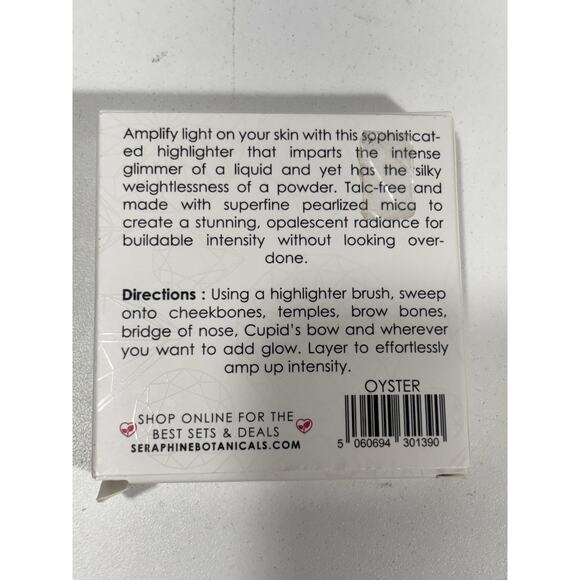 Amplify light on your skin with this sophisticat-
ed highlighter that imparts the intense
glimmer of a liquid and yet has the silky
weightlessness of a powder. Talc-free and
made with superfine pearlized mica to
create a stunning, opalescent radiance for
buildable intensity without looking over-
done.
Directions : Using a highlighter brush, sweep
onto cheekbones, temples, brow bones,
bridge of nose, Cupid's bow and wherever
you want to add glow. Layer to effortlessly
amp up intensity.
OYSTER
SHOP ONLINE FOR THE
BEST SETS & DEALS
SERAPHINEBOTANICALS.COM
5 060694 301390